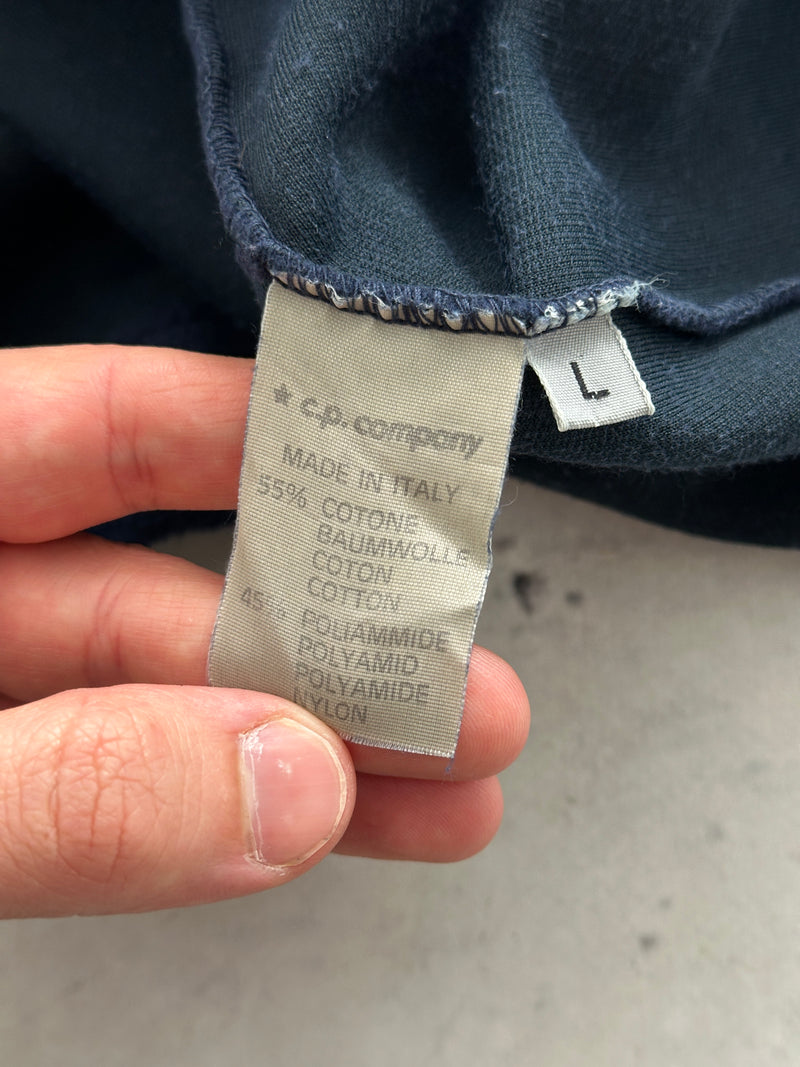 ★ c.p. company
MADE IN ITALY
55% COTONE
BAUMWOLLE
COTON
COTTON
45% POLIAMMIDE
POLYAMID
POLYAMIDE
NYLON
L